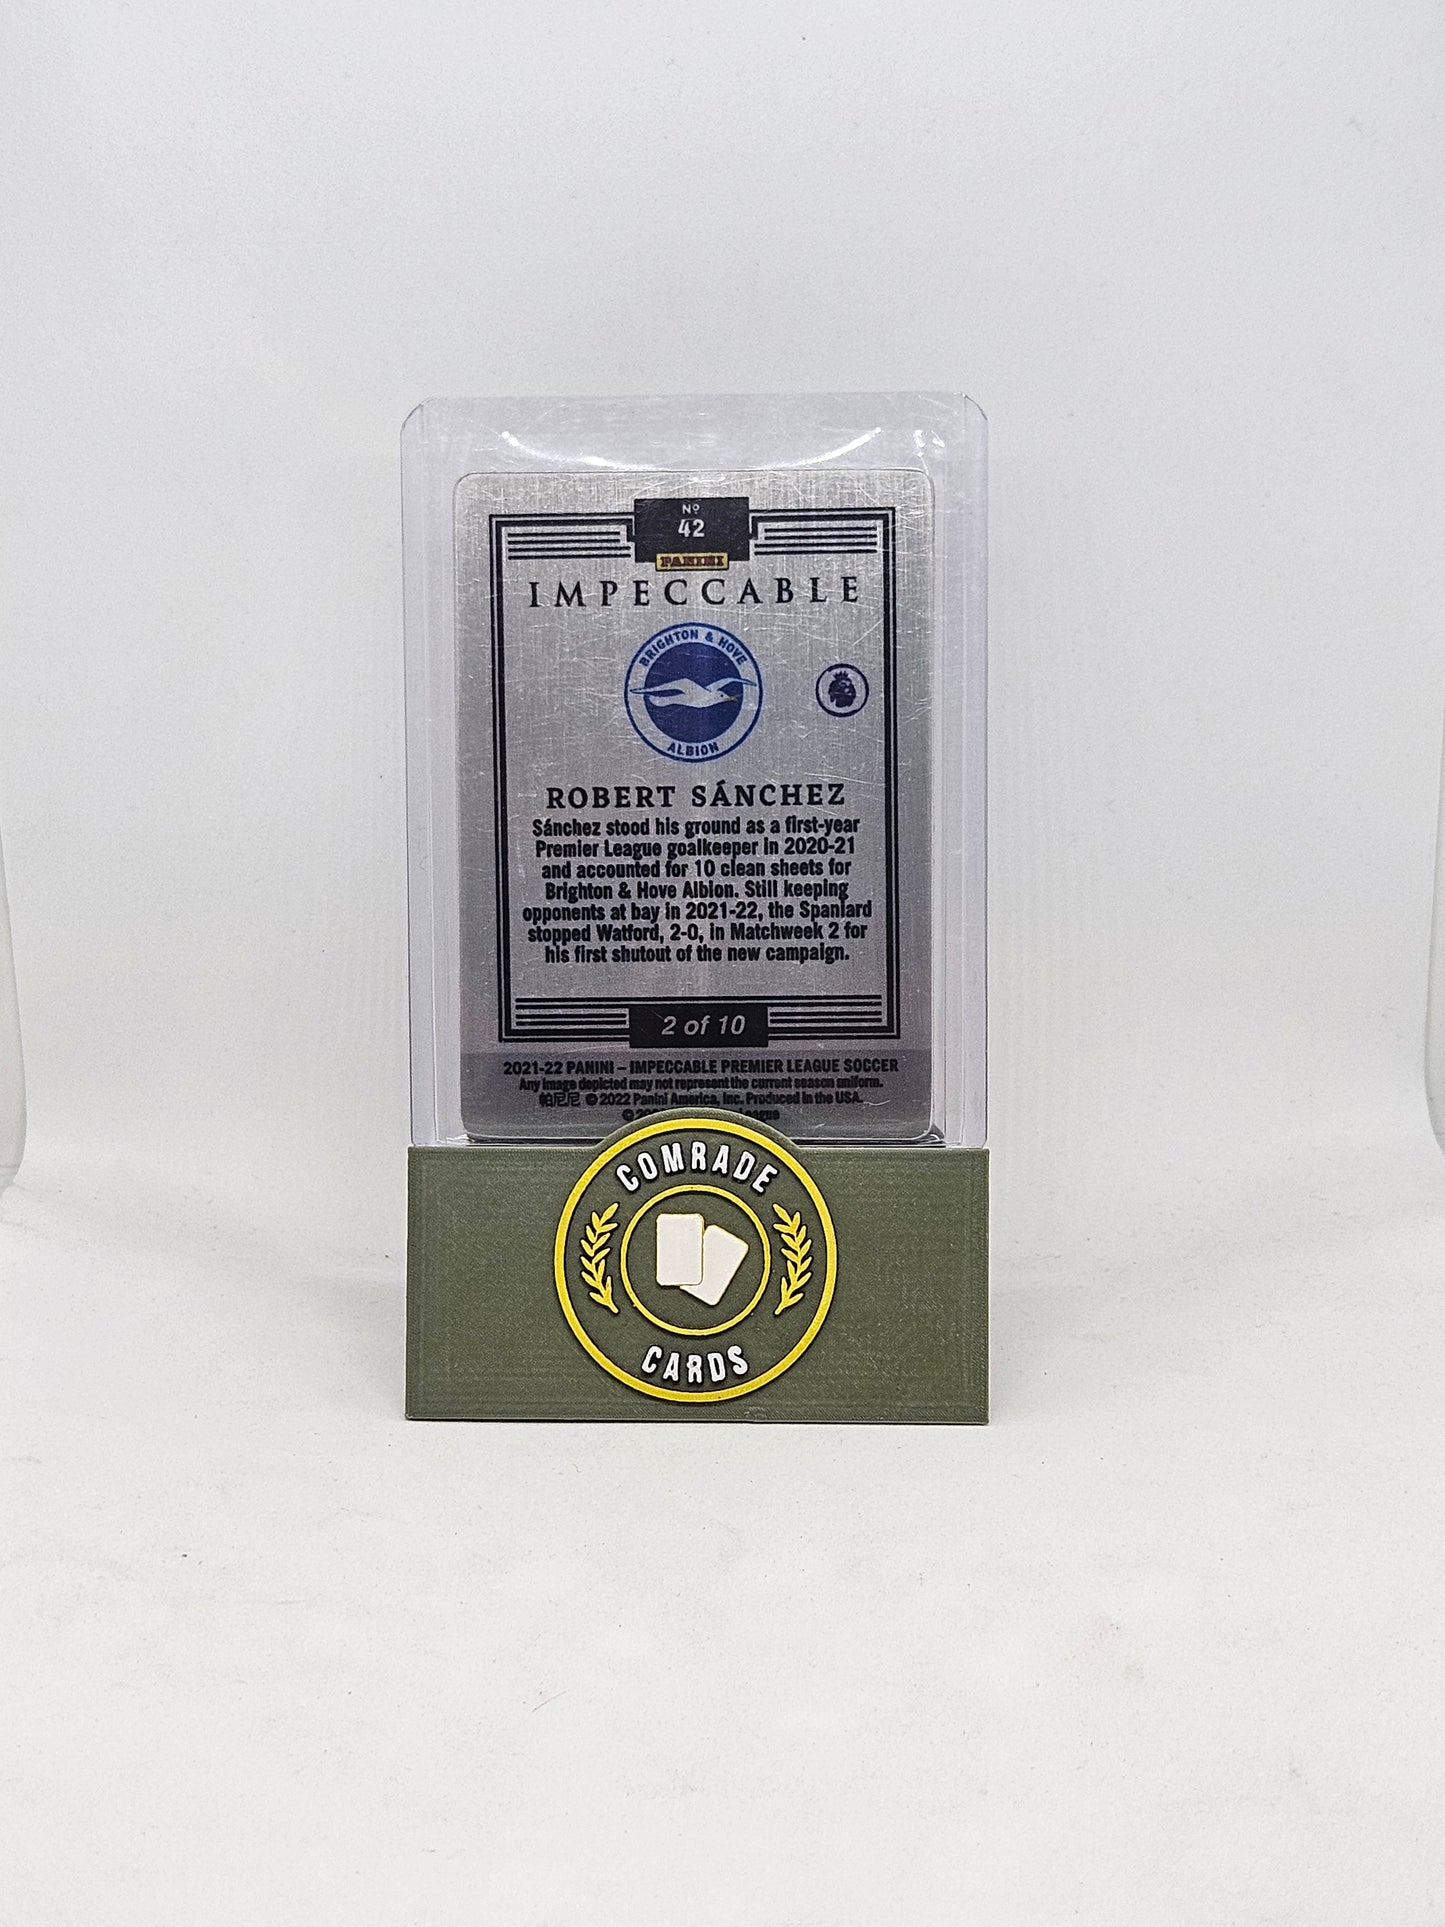 Nº
42
PANINI
IMPECCABLE
BRIGHTON & HOVE
ALBION
ROBERT SÁNCHEZ
Sánchez stood his ground as a first-year
Premier League goalkeeper in 2020-21
and accounted for 10 clean sheets for
Brighton & Hove Albion. Still keeping
opponents at bay in 2021-22, the Spaniard
stopped Watford, 2-0, in Matchweek 2 for
his first shutout of the new campaign.
2 of 10
2021-22 PANINI – IMPECCABLE PREMIER LEAGUE SOCCER
Any image depicted may not represent the current season uniform.
帕尼尼 © 2022 Panini America, Inc. Produced in the USA.
©
COMRADE
CARDS